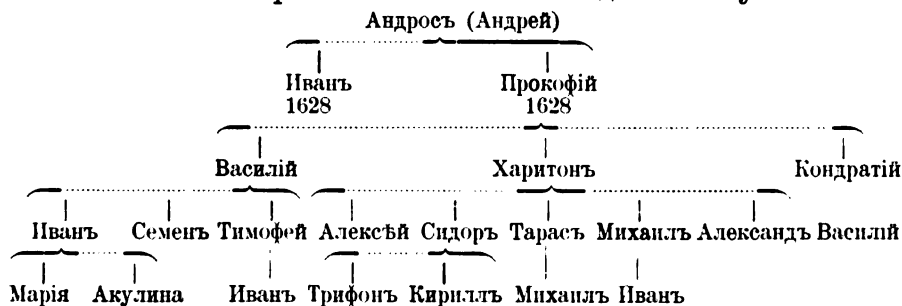 Андросъ (Андрей)
Иванъ Прокофій
1628 1628
Василій Харитонъ Кондратій
Иванъ Семенъ Тимофей Алексѣй Сидоръ Тарасъ Михаилъ Александъ Василій
Марія Акулина Иванъ Трифонъ Кириллъ Михаилъ Иванъ